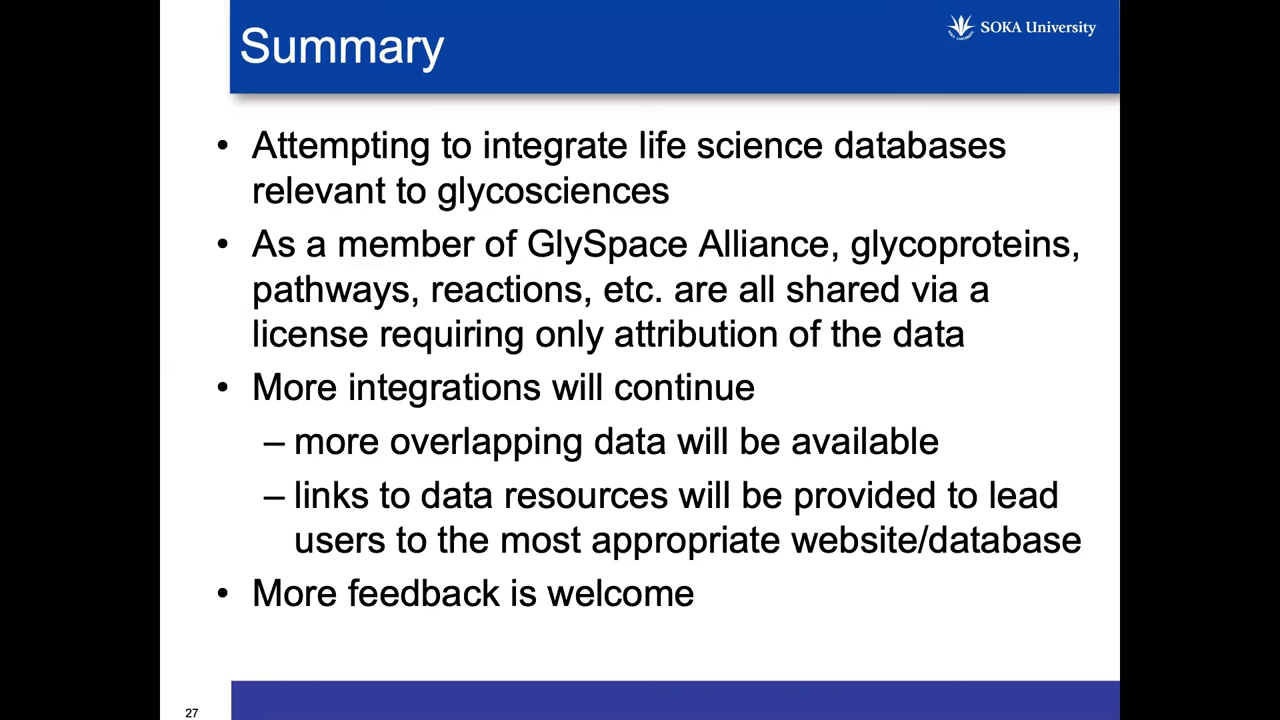 Summary
SOKA University
• Attempting to integrate life science databases
relevant to glycosciences
• As a member of GlySpace Alliance, glycoproteins,
pathways, reactions, etc. are all shared via a
license requiring only attribution of the data
• More integrations will continue
– more overlapping data will be available
– links to data resources will be provided to lead
users to the most appropriate website/database
• More feedback is welcome
27